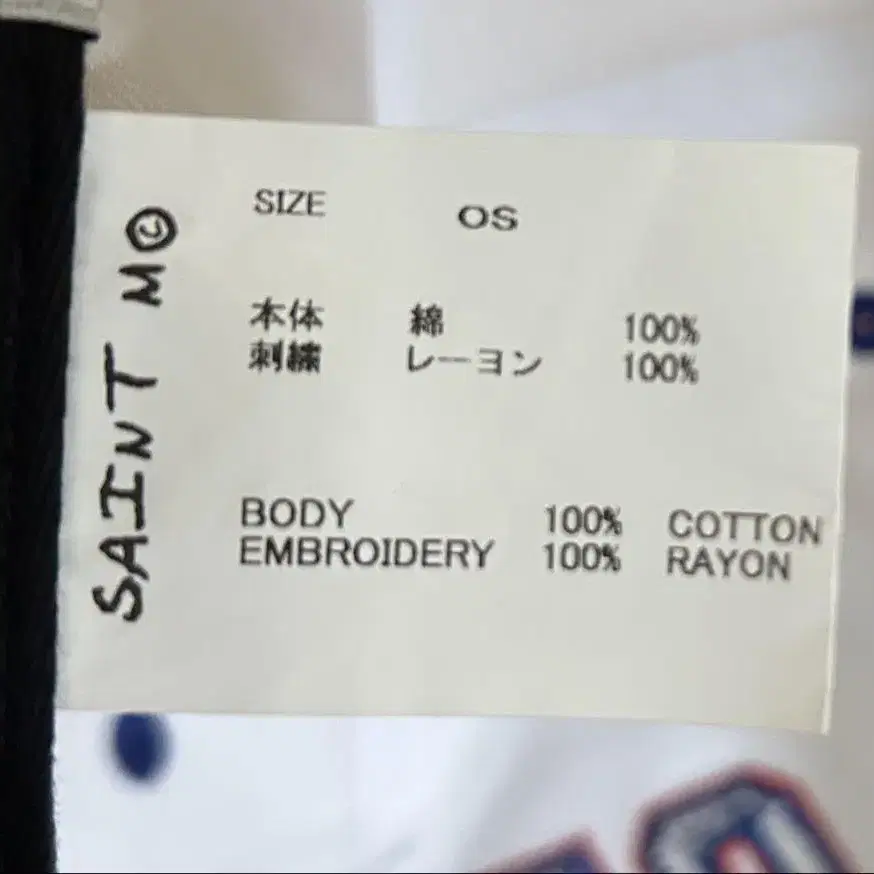 SAINT M©
SIZE OS
本体 綿 100%
刺繍 レーヨン 100%
BODY 100% COTTON
EMBROIDERY 100% RAYON